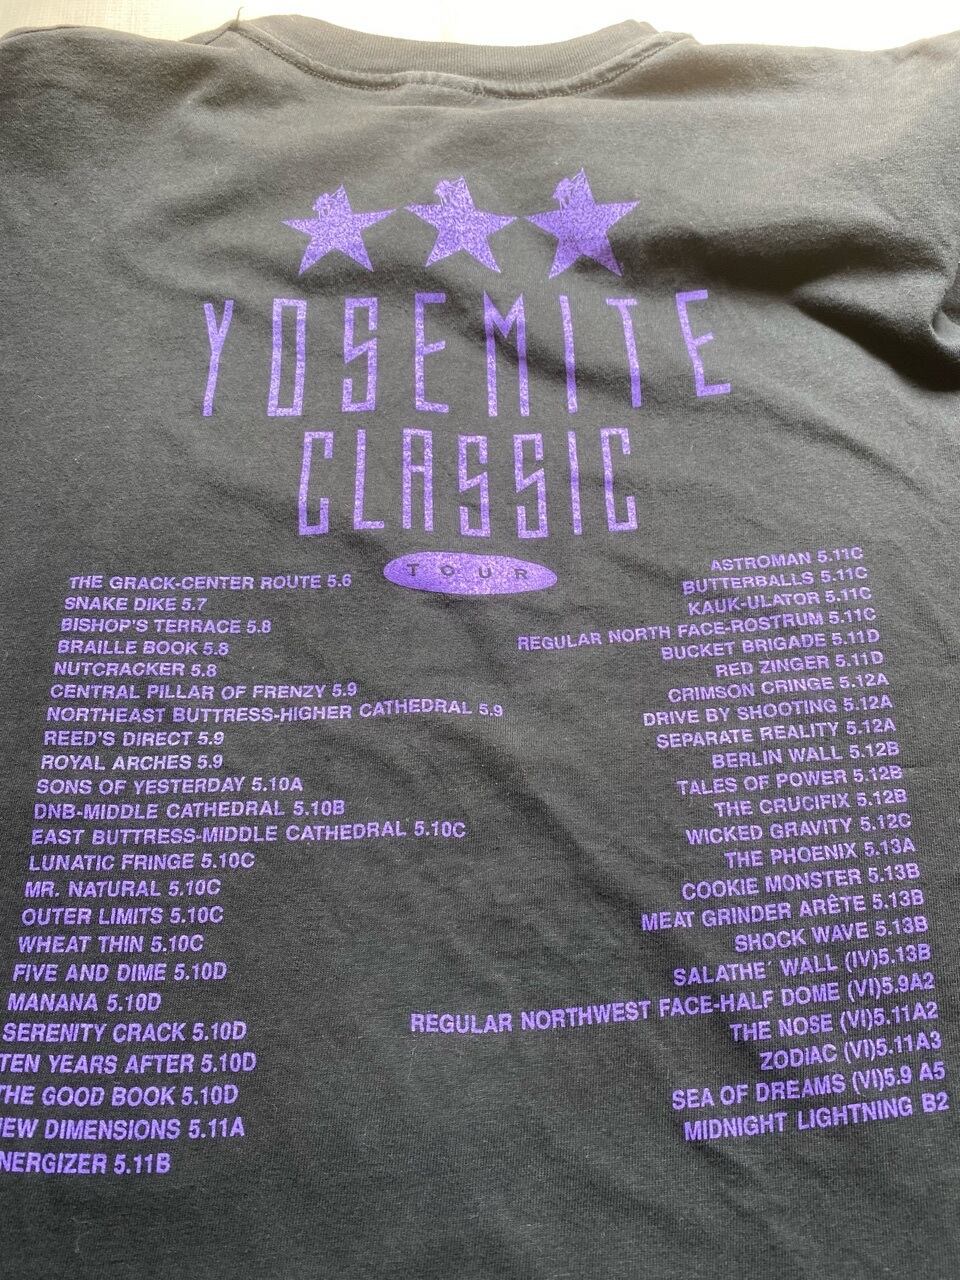 YOSEMITE
CLASSIC
TOUR
THE GRACK-CENTER ROUTE 5.6
SNAKE DIKE 5.7
BISHOP'S TERRACE 5.8
BRAILLE BOOK 5.8
NUTCRACKER 5.8
CENTRAL PILLAR OF FRENZY 5.9
NORTHEAST BUTTRESS-HIGHER CATHEDRAL 5.9
REED'S DIRECT 5.9
ROYAL ARCHES 5.9
SONS OF YESTERDAY 5.10A
DNB-MIDDLE CATHEDRAL 5.10B
EAST BUTTRESS-MIDDLE CATHEDRAL 5.10C
LUNATIC FRINGE 5.10C
MR. NATURAL 5.10C
OUTER LIMITS 5.10C
WHEAT THIN 5.10C
FIVE AND DIME 5.10D
MANANA 5.10D
SERENITY CRACK 5.10D
TEN YEARS AFTER 5.10D
THE GOOD BOOK 5.10D
EW DIMENSIONS 5.11A
NERGIZER 5.11B
ASTROMAN 5.11C
BUTTERBALLS 5.11C
KAUK-ULATOR 5.11C
REGULAR NORTH FACE-ROSTRUM 5.11C
BUCKET BRIGADE 5.11D
RED ZINGER 5.11D
CRIMSON CRINGE 5.12A
DRIVE BY SHOOTING 5.12A
SEPARATE REALITY 5.12A
BERLIN WALL 5.12B
TALES OF POWER 5.12B
THE CRUCIFIX 5.12B
WICKED GRAVITY 5.12C
THE PHOENIX 5.13A
COOKIE MONSTER 5.13B
MEAT GRINDER ARÊTE 5.13B
SHOCK WAVE 5.13B
SALATHE´ WALL (IV)5.13B
REGULAR NORTHWEST FACE-HALF DOME (VI)5.9A2
THE NOSE (VI)5.11A2
ZODIAC (VI)5.11A3
SEA OF DREAMS (VI)5.9 A5
MIDNIGHT LIGHTNING B2